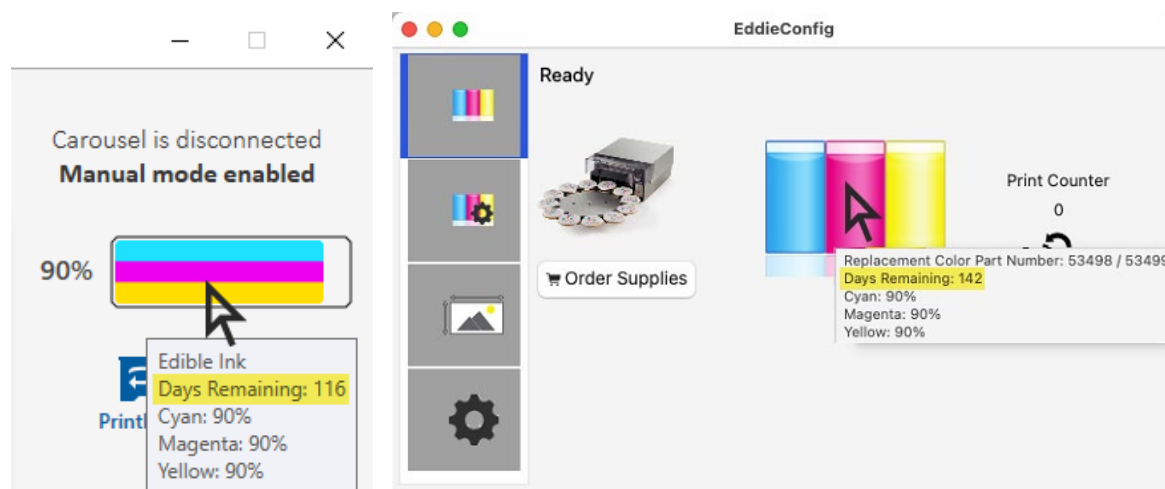 Carousel is disconnected
Manual mode enabled
90%
Edible Ink
Days Remaining: 116
Cyan: 90%
Magenta: 90%
Yellow: 90%
EddieConfig
Ready
Order Supplies
Print Counter
0
Replacement Color Part Number: 53498 / 53499
Days Remaining: 142
Cyan: 90%
Magenta: 90%
Yellow: 90%